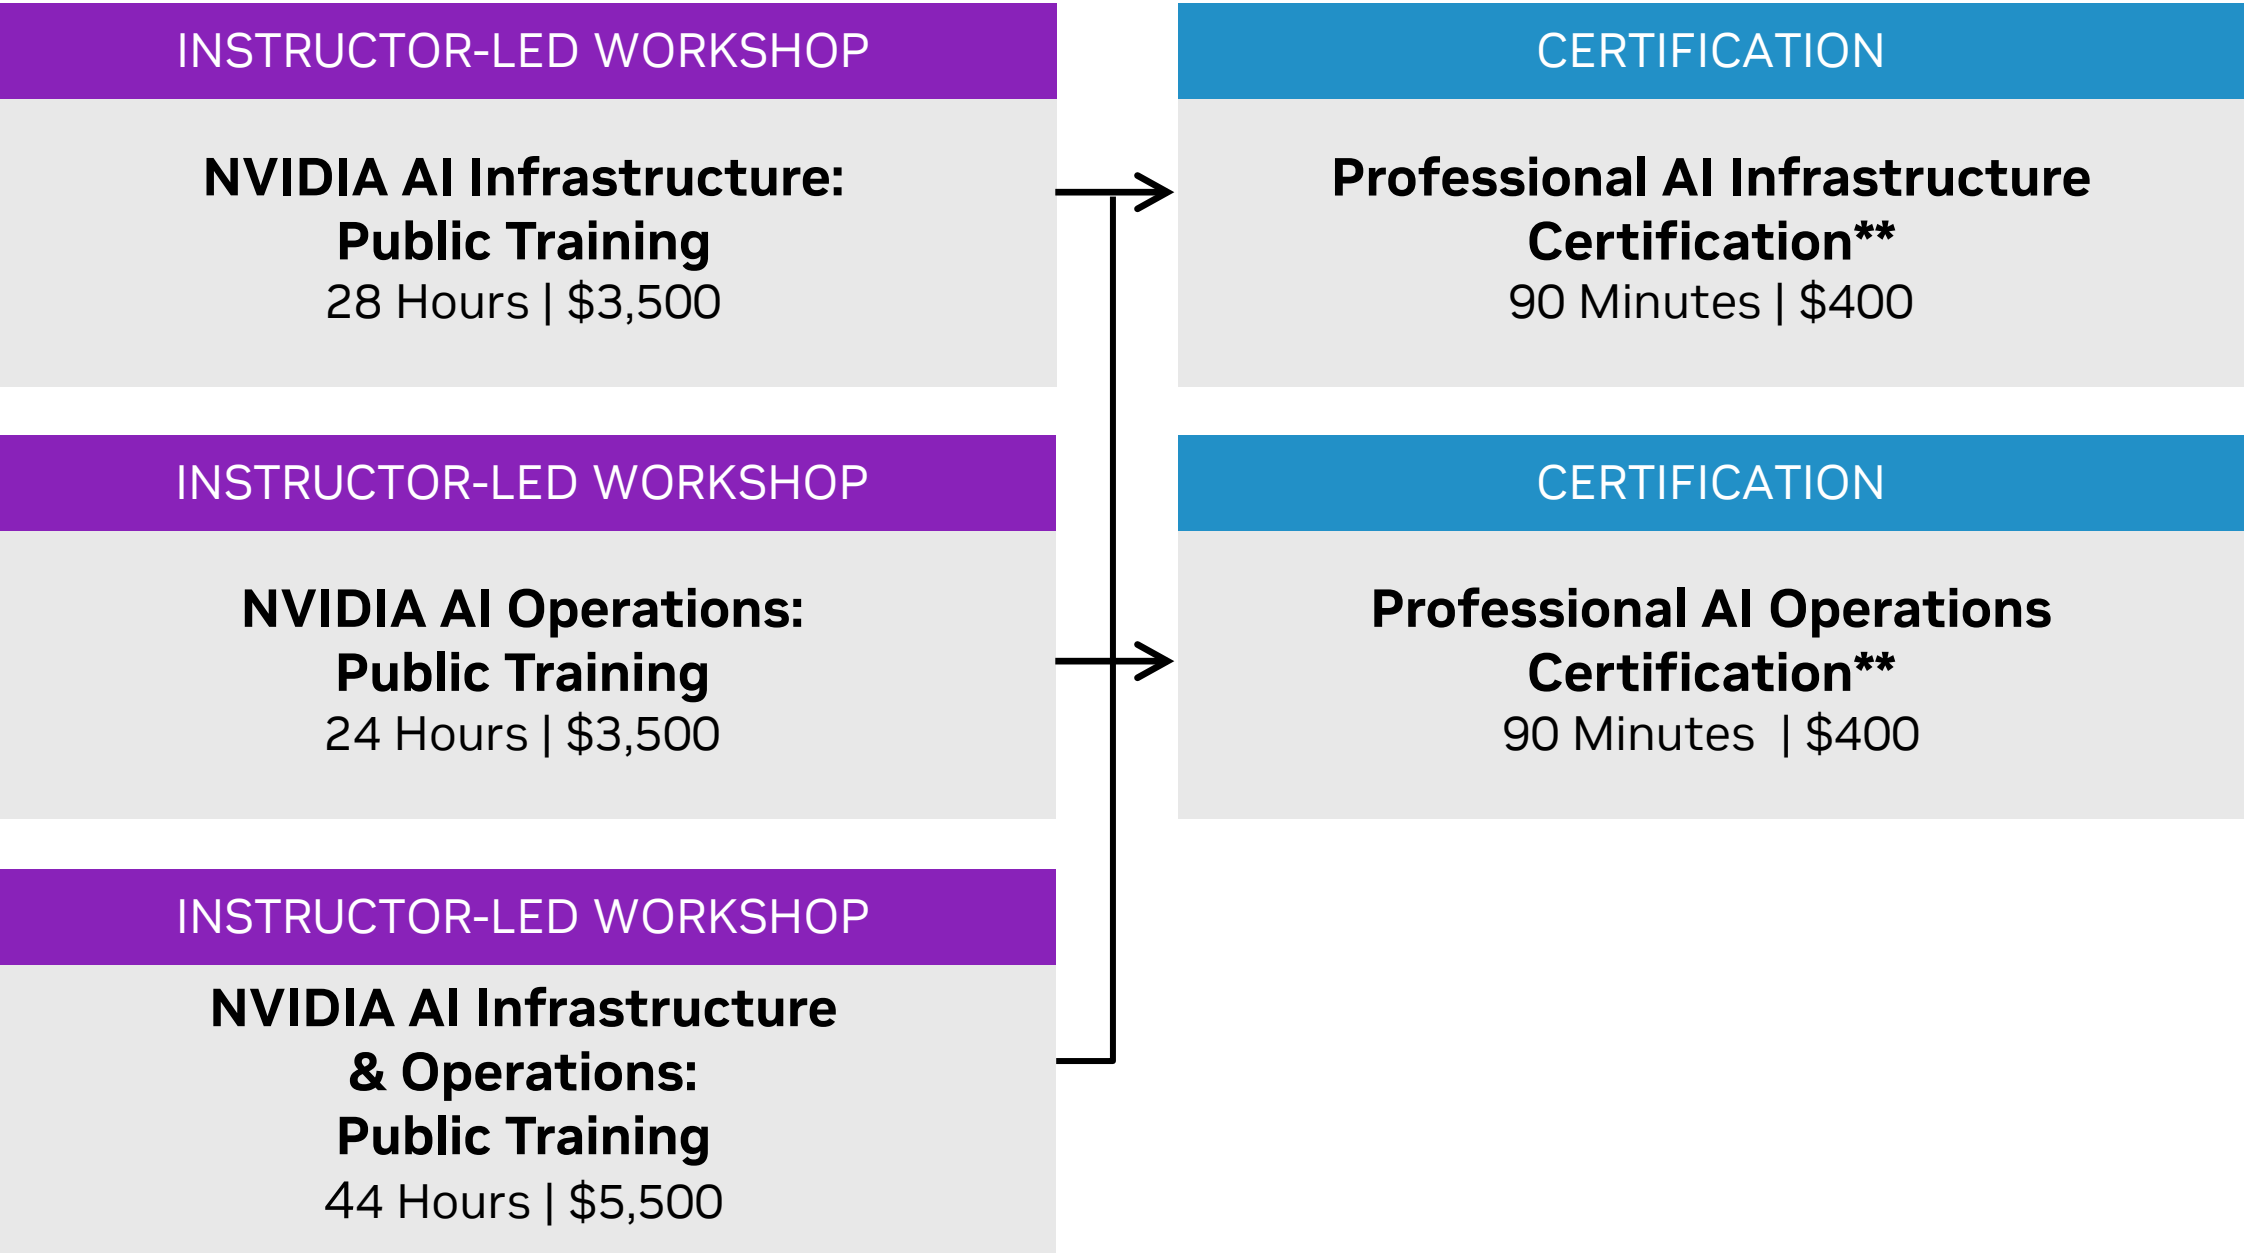 INSTRUCTOR-LED WORKSHOP
NVIDIA AI Infrastructure:
Public Training
28 Hours | $3,500
CERTIFICATION
Professional AI Infrastructure
Certification**
90 Minutes | $400
INSTRUCTOR-LED WORKSHOP
NVIDIA AI Operations:
Public Training
24 Hours | $3,500
CERTIFICATION
Professional AI Operations
Certification**
90 Minutes | $400
INSTRUCTOR-LED WORKSHOP
NVIDIA AI Infrastructure
& Operations:
Public Training
44 Hours | $5,500